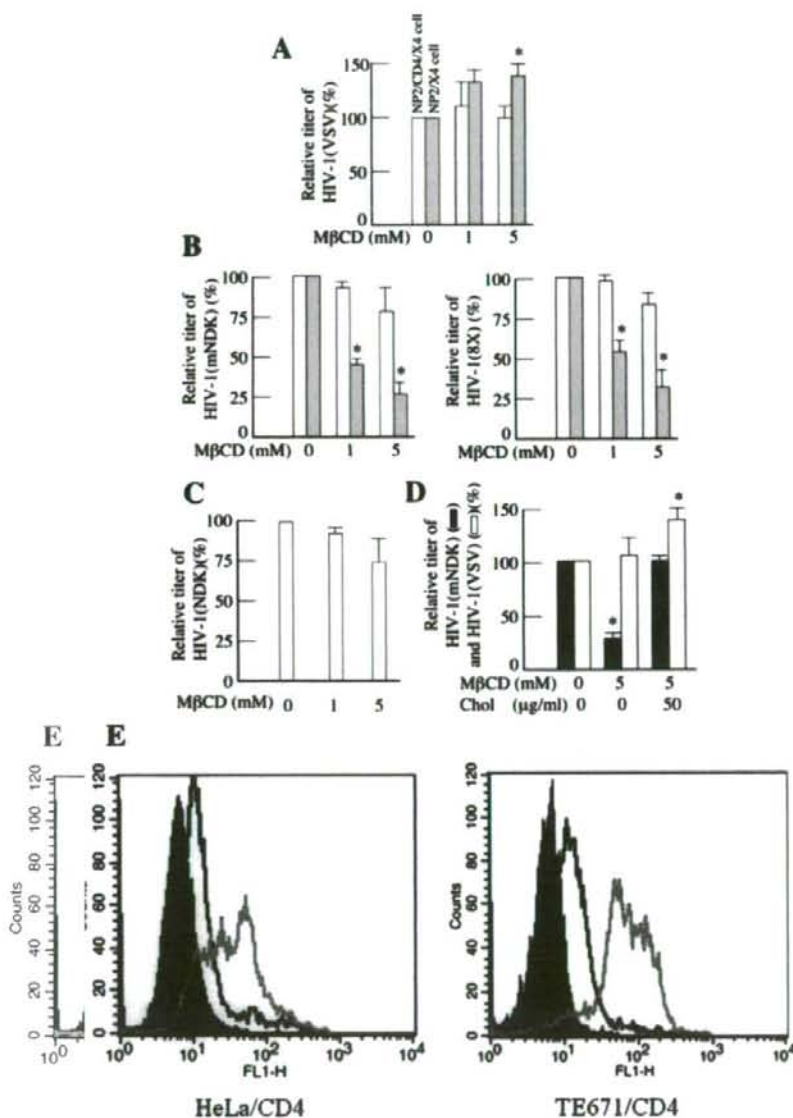 A
Relative titer of
HIV-1(VSV)(%)
150
100
50
0
NP2/CD4/X4 cell
NP2/X4 cell
*
MβCD (mM)
0 1 5
B
Relative titer of
HIV-1(mNDK) (%)
100
75
50
25
0
*
*
MβCD (mM)
0 1 5
Relative titer of
HIV-1(8X) (%)
100
75
50
25
0
*
*
MβCD (mM)
0 1 5
C
Relative titer of
HIV-1(NDK)(%)
100
75
50
25
0
MβCD (mM)
0 1 5
D
Relative titer of
HIV-1(mNDK) ( )
and HIV-1(VSV) ( )(%)
150
100
50
0
*
*
MβCD (mM) 0 5 5
Chol (μg/ml) 0 0 50
E
Counts
120
100
80
60
40
20
0
10⁰
E
120
100
80
60
40
20
0
10⁰ 10¹ 10² 10³ 10⁴
FL1-H
HeLa/CD4
Counts
120
100
80
60
40
20
0
10⁰ 10¹ 10² 10³ 10⁴
FL1-H
TE671/CD4